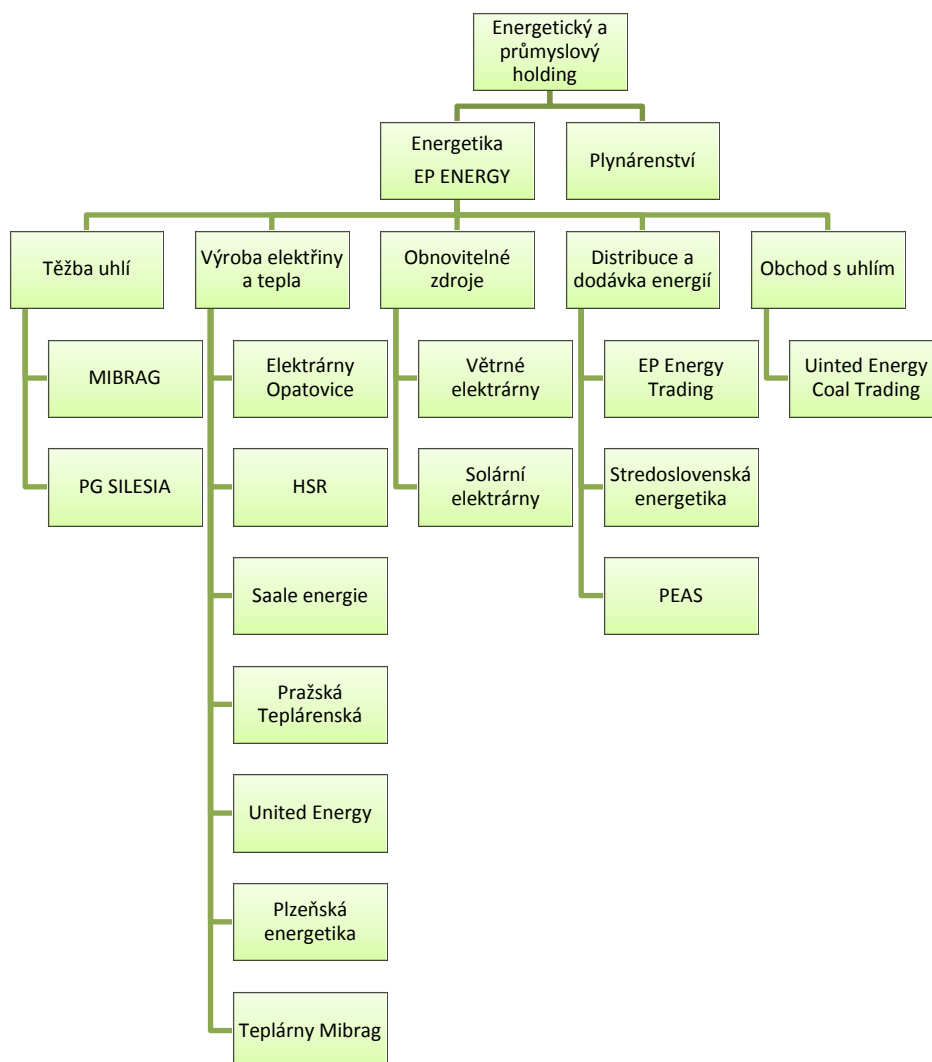 Energetický a
průmyslový
holding
Energetika
EP ENERGY
Plynárenství
Těžba uhlí
Výroba elektřiny
a tepla
Obnovitelné
zdroje
Distribuce a
dodávka energií
Obchod s uhlím
MIBRAG
Elektrárny
Opatovice
Větrné
elektrárny
EP Energy
Trading
Uinted Energy
Coal Trading
PG SILESIA
HSR
Solární
elektrárny
Stredoslovenská
energetika
Saale energie
PEAS
Pražská
Teplárenská
United Energy
Plzeňská
energetika
Teplárny Mibrag